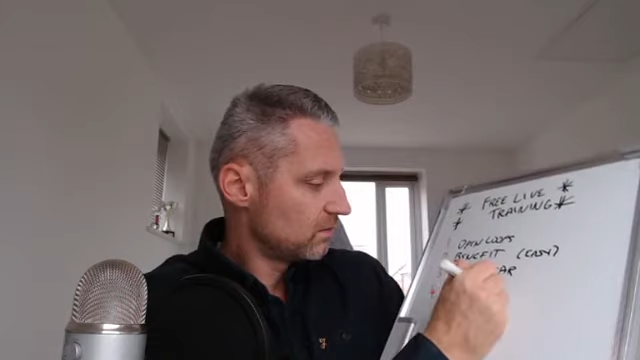 * FREE LIVE *
* TRAINING *
OPEN LOOPS
BENEFIT (EASY)